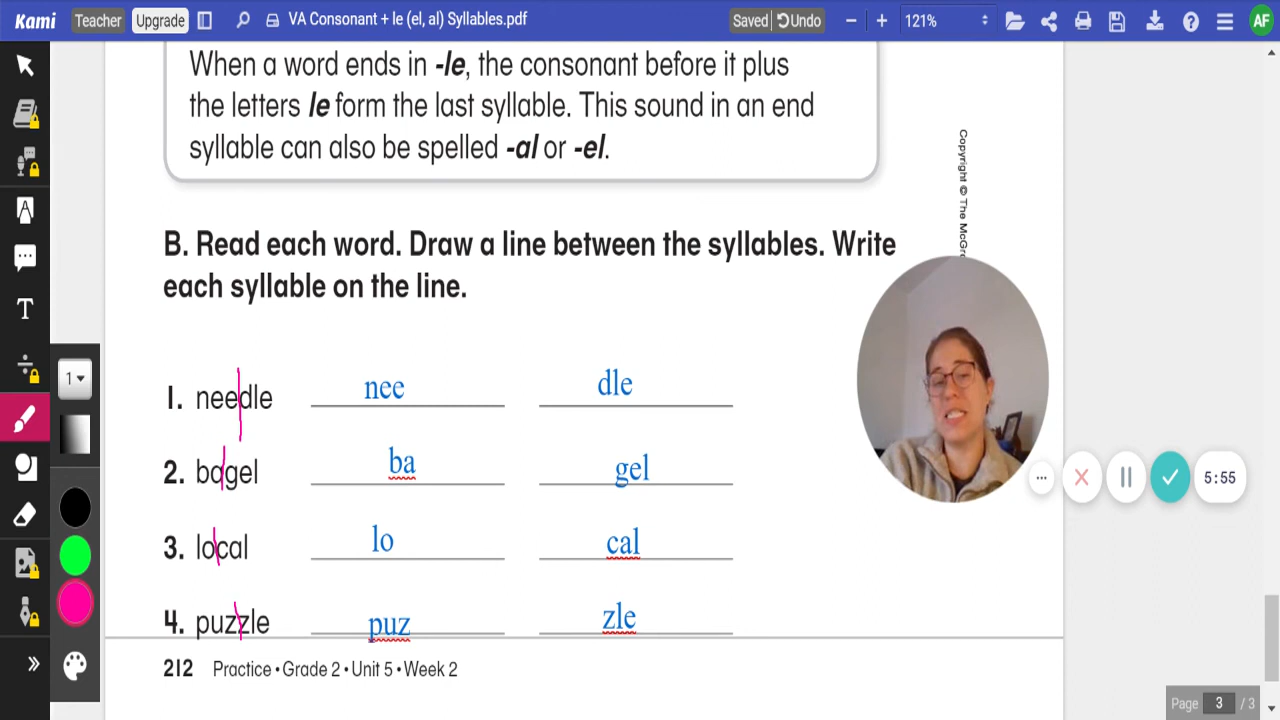 Kami Teacher Upgrade VA Consonant + le (el, al) Syllables.pdf Saved Undo 121% AF
When a word ends in -le, the consonant before it plus
the letters le form the last syllable. This sound in an end
syllable can also be spelled -al or -el.
B. Read each word. Draw a line between the syllables. Write
each syllable on the line.
1. needle nee dle
2. bagel ba gel
3. local lo cal
4. puzzle puz zle
212 Practice • Grade 2 • Unit 5 • Week 2
Copyright © The McGr
1
5:55
Page 3 / 3